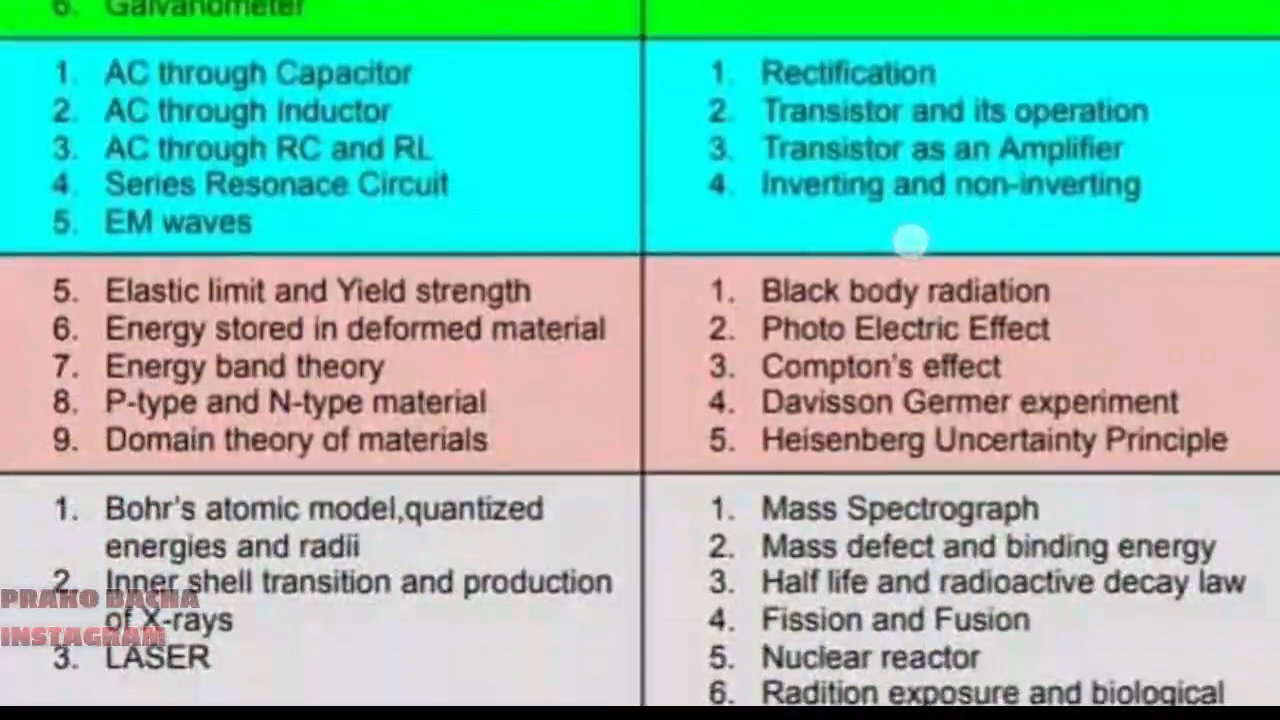 6. Galvanometer
1. AC through Capacitor
2. AC through Inductor
3. AC through RC and RL
4. Series Resonace Circuit
5. EM waves
1. Rectification
2. Transistor and its operation
3. Transistor as an Amplifier
4. Inverting and non-inverting
5. Elastic limit and Yield strength
6. Energy stored in deformed material
7. Energy band theory
8. P-type and N-type material
9. Domain theory of materials
1. Black body radiation
2. Photo Electric Effect
3. Compton's effect
4. Davisson Germer experiment
5. Heisenberg Uncertainty Principle
1. Bohr's atomic model,quantized
energies and radii
2. Inner shell transition and production
of X-rays
3. LASER
1. Mass Spectrograph
2. Mass defect and binding energy
3. Half life and radioactive decay law
4. Fission and Fusion
5. Nuclear reactor
6. Radition exposure and biological
PRAKO BACHA
INSTAGRAM